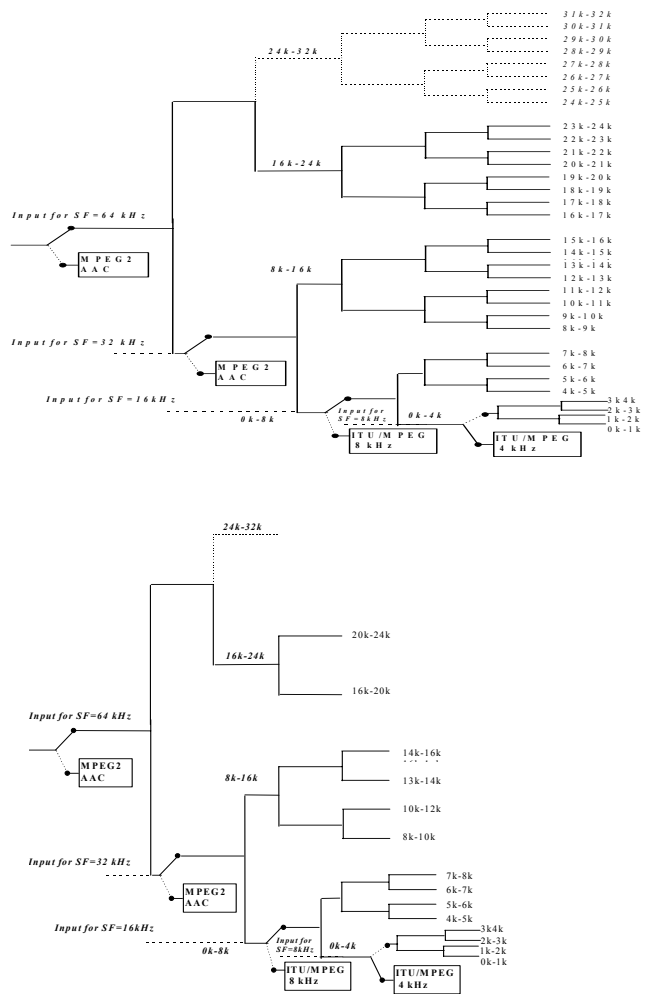 31k-32k
30k-31k
29k-30k
28k-29k
24k-32k
27k-28k
26k-27k
25k-26k
24k-25k
23k-24k
22k-23k
21k-22k
16k-24k
20k-21k
19k-20k
18k-19k
17k-18k
16k-17k
Input for SF=64 kHz
MPEG2
AAC
15k-16k
14k-15k
8k-16k
13k-14k
12k-13k
11k-12k
10k-11k
9k-10k
8k-9k
Input for SF=32 kHz
MPEG2
AAC
7k-8k
6k-7k
5k-6k
4k-5k
Input for SF=16kHz
0k-8k
Input for
SF=8kHz
0k-4k
3k4k
2k-3k
1k-2k
0k-1k
ITU/MPEG
8 kHz
ITU/MPEG
4 kHz
24k-32k
20k-24k
16k-24k
16k-20k
Input for SF=64 kHz
MPEG2
AAC
14k-16k
8k-16k
13k-14k
10k-12k
8k-10k
Input for SF=32 kHz
MPEG2
AAC
7k-8k
6k-7k
5k-6k
4k-5k
Input for SF=16kHz
0k-8k
Input for
SF=8kHz
0k-4k
3k4k
2k-3k
1k-2k
0k-1k
ITU/MPEG
8 kHz
ITU/MPEG
4 kHz